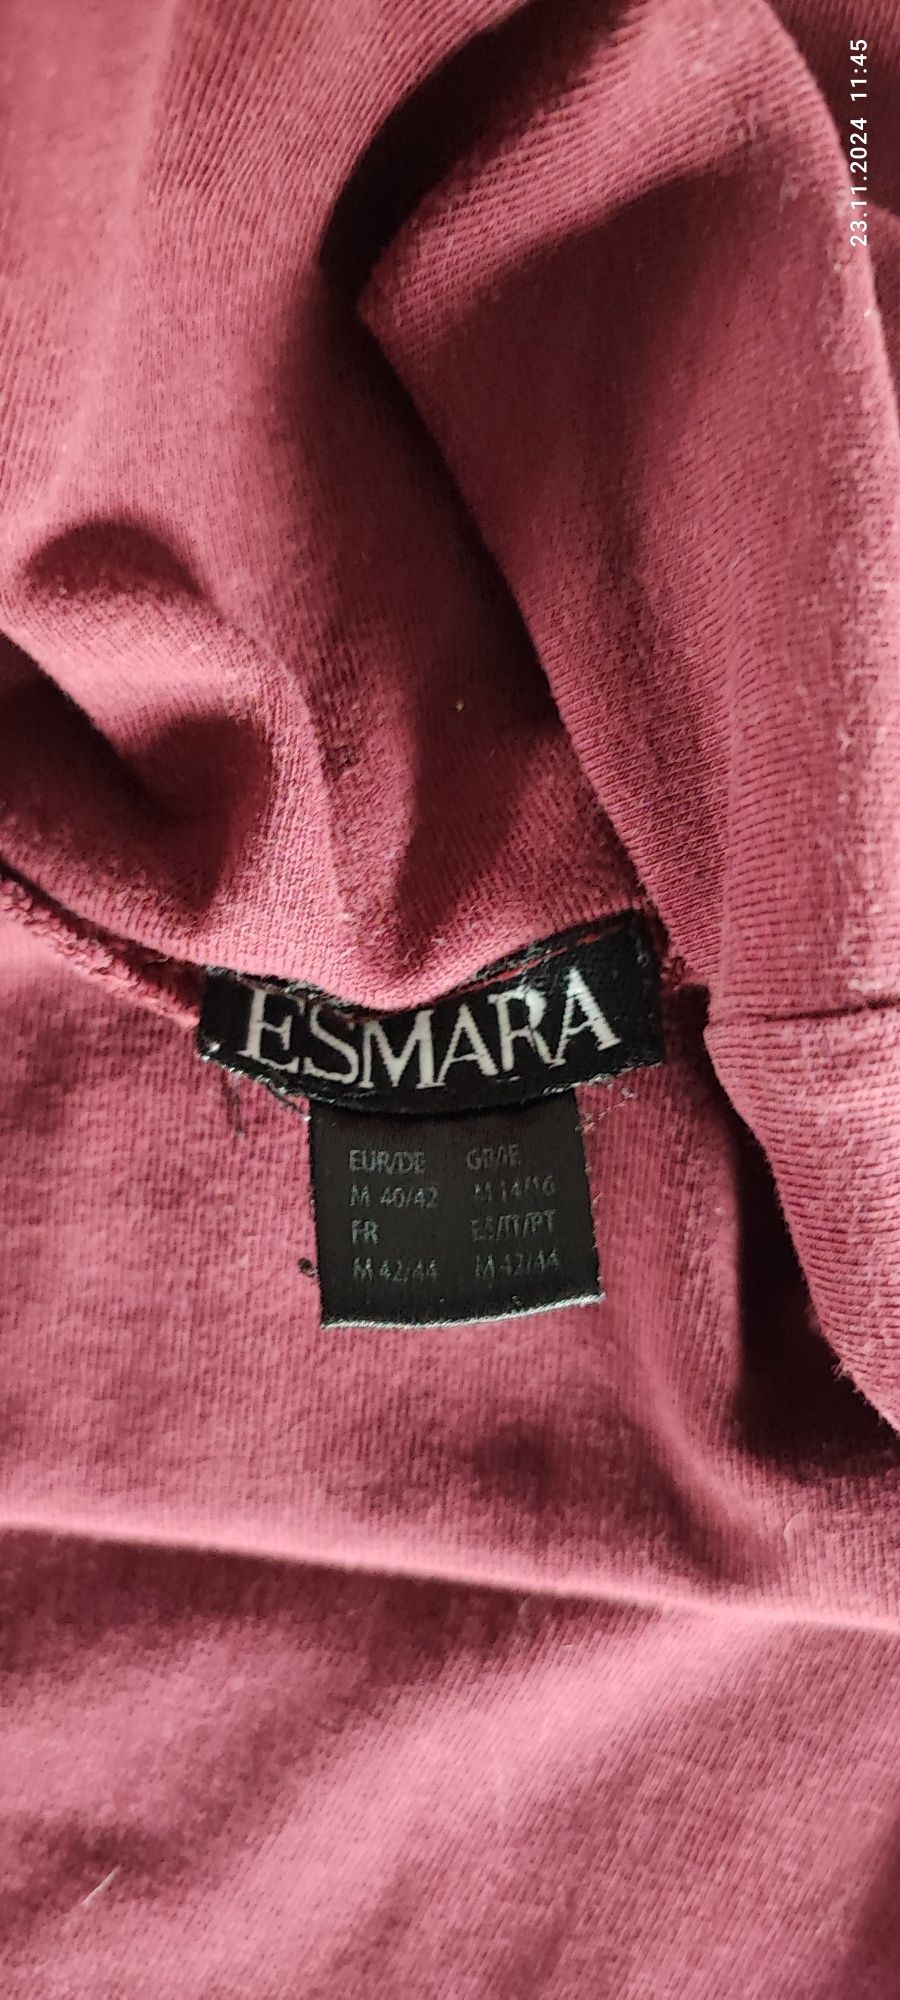 23.11.2024 11:45
ESMARA
EUR/DE GB/IE
M 40/42 M 14/16
FR ES/IT/PT
M 42/44 M 42/44